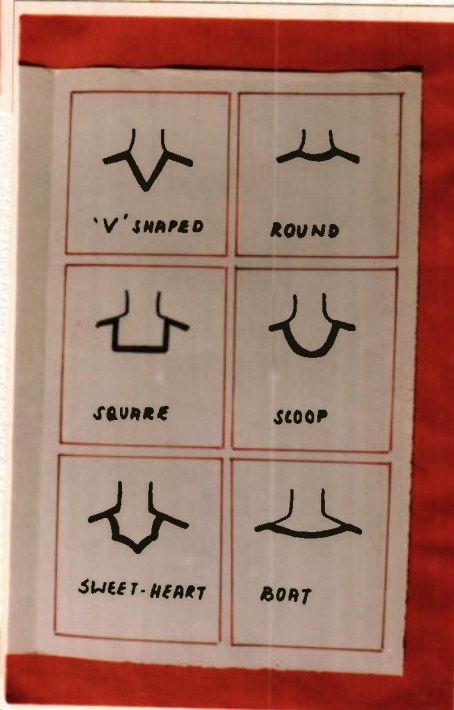 'V' SHAPED
ROUND
SQUARE
SCOOP
SWEET-HEART
BOAT